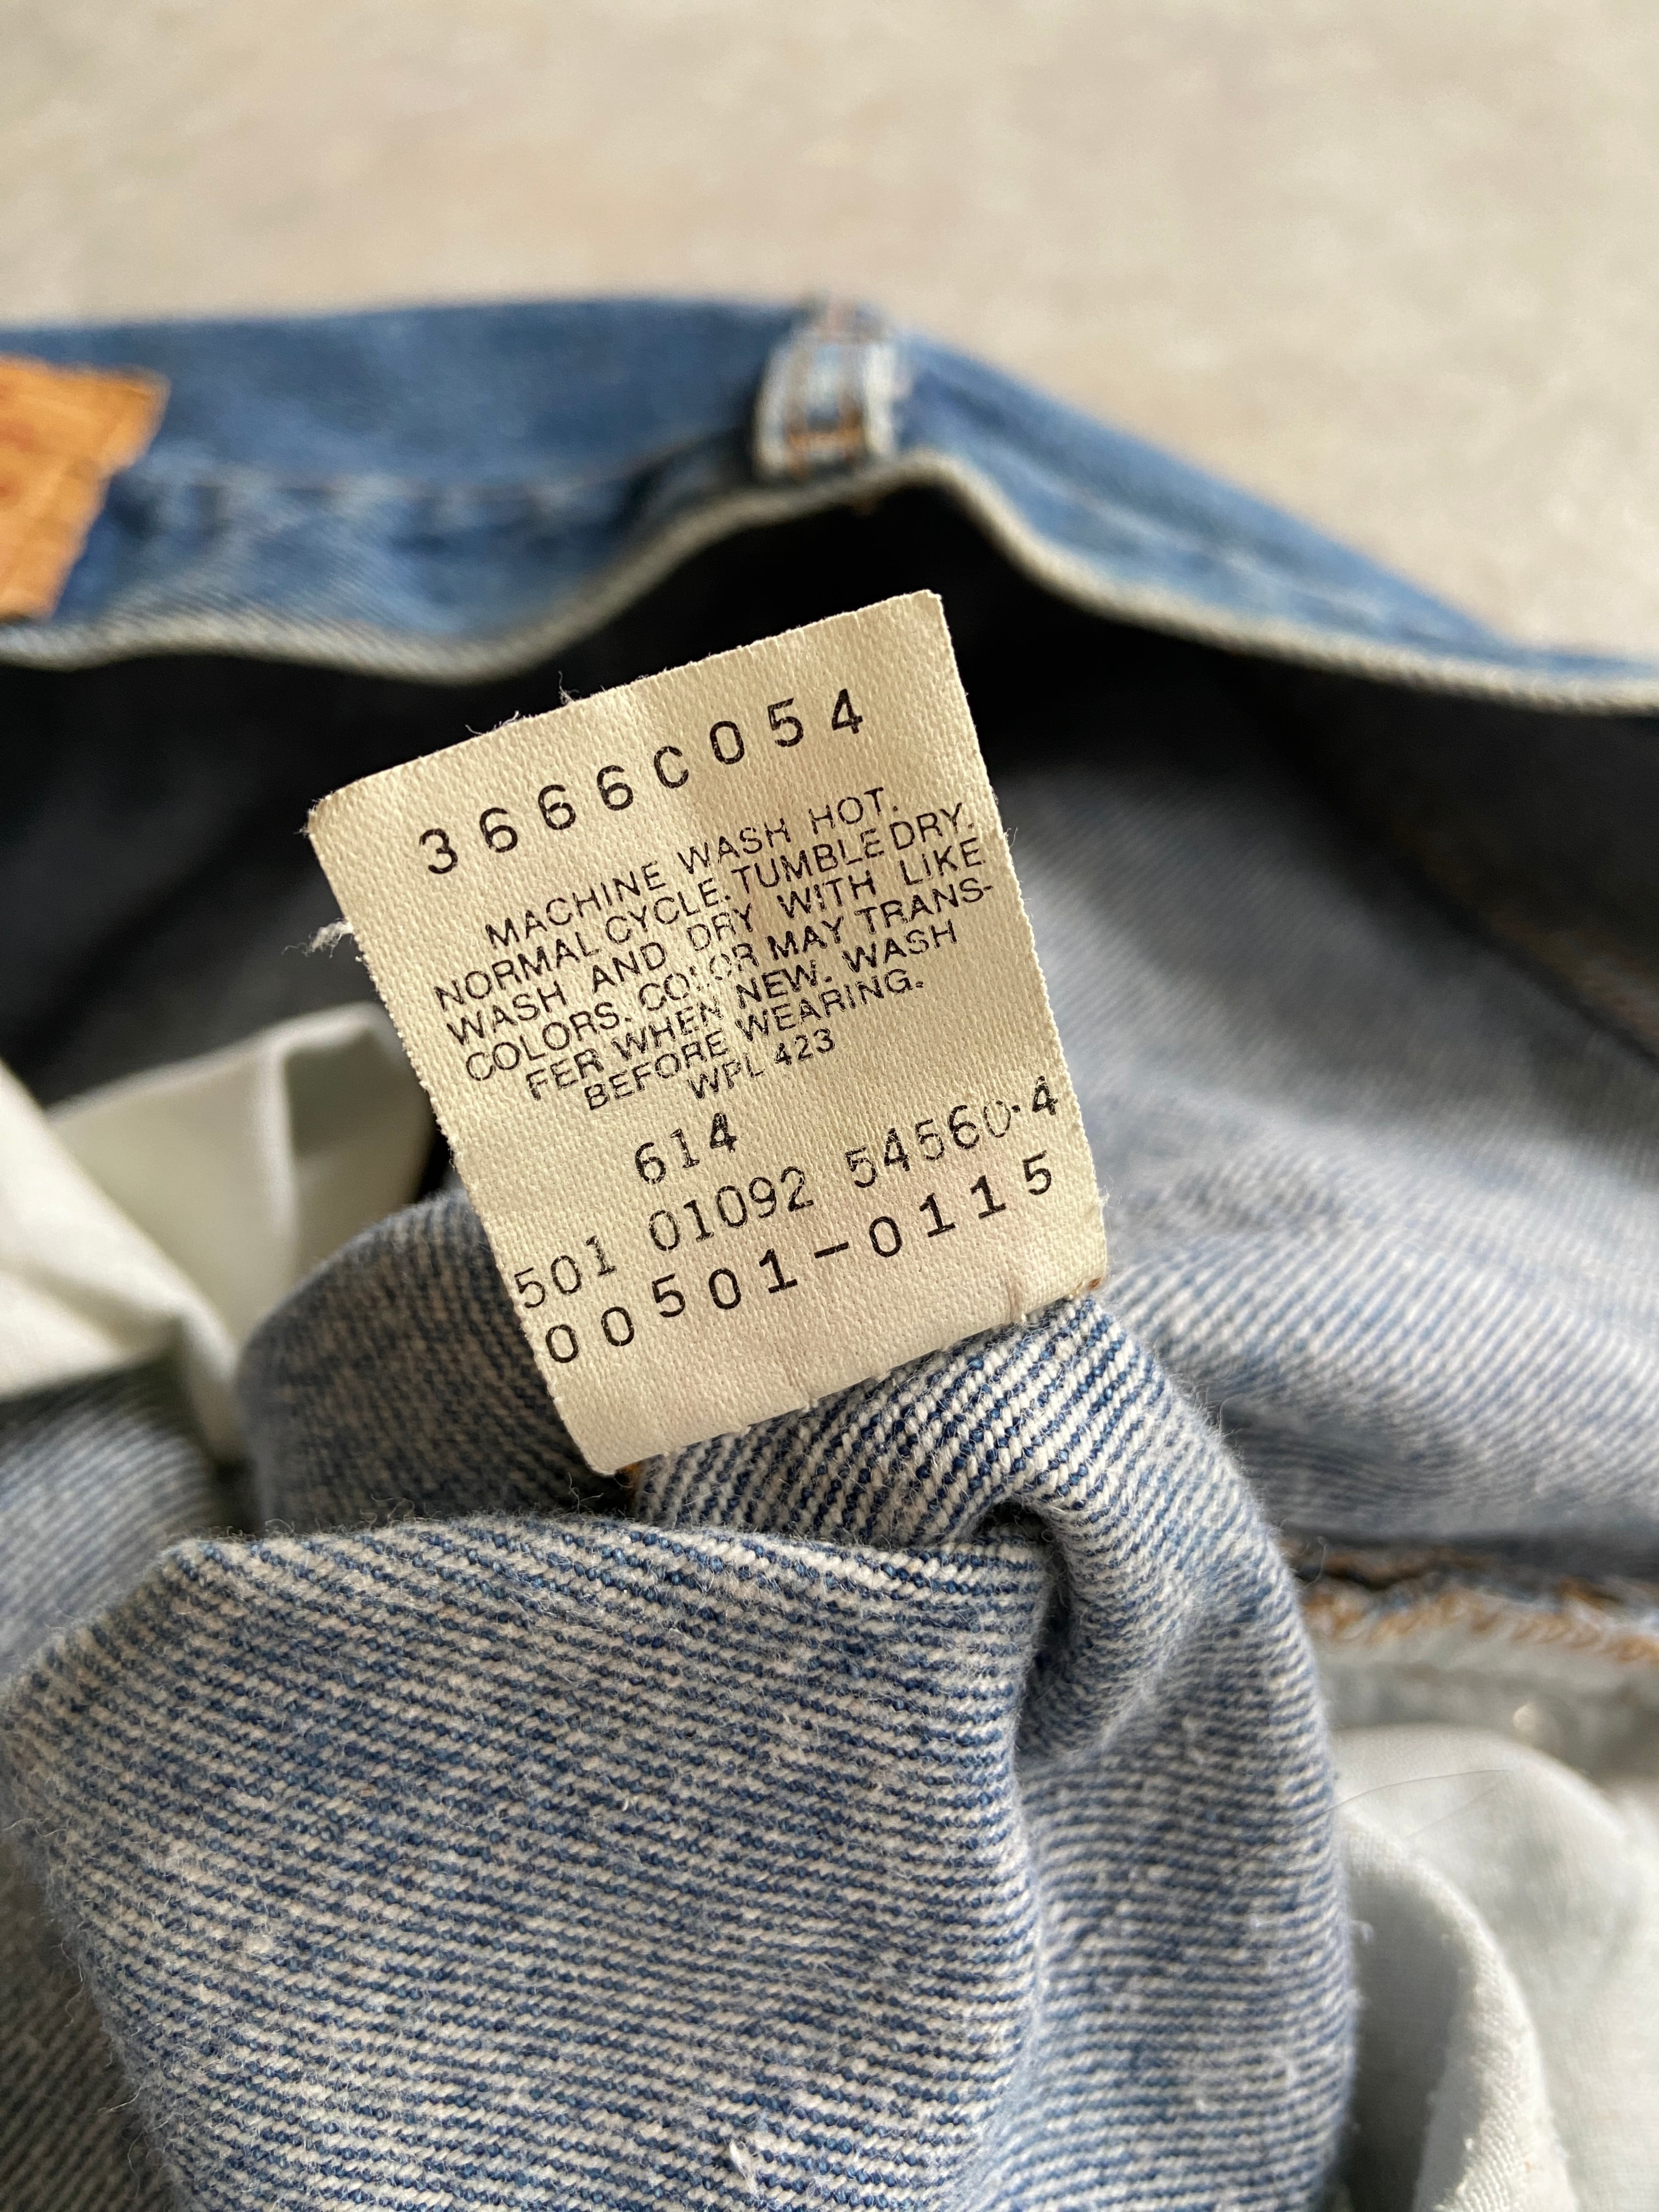 3666C054
MACHINE WASH HOT.
NORMAL CYCLE. TUMBLE DRY.
WASH AND DRY WITH LIKE
COLORS. COLOR MAY TRANS-
FER WHEN NEW. WASH
BEFORE WEARING.
WPL 423
614
501 01092 54560·4
00501-0115